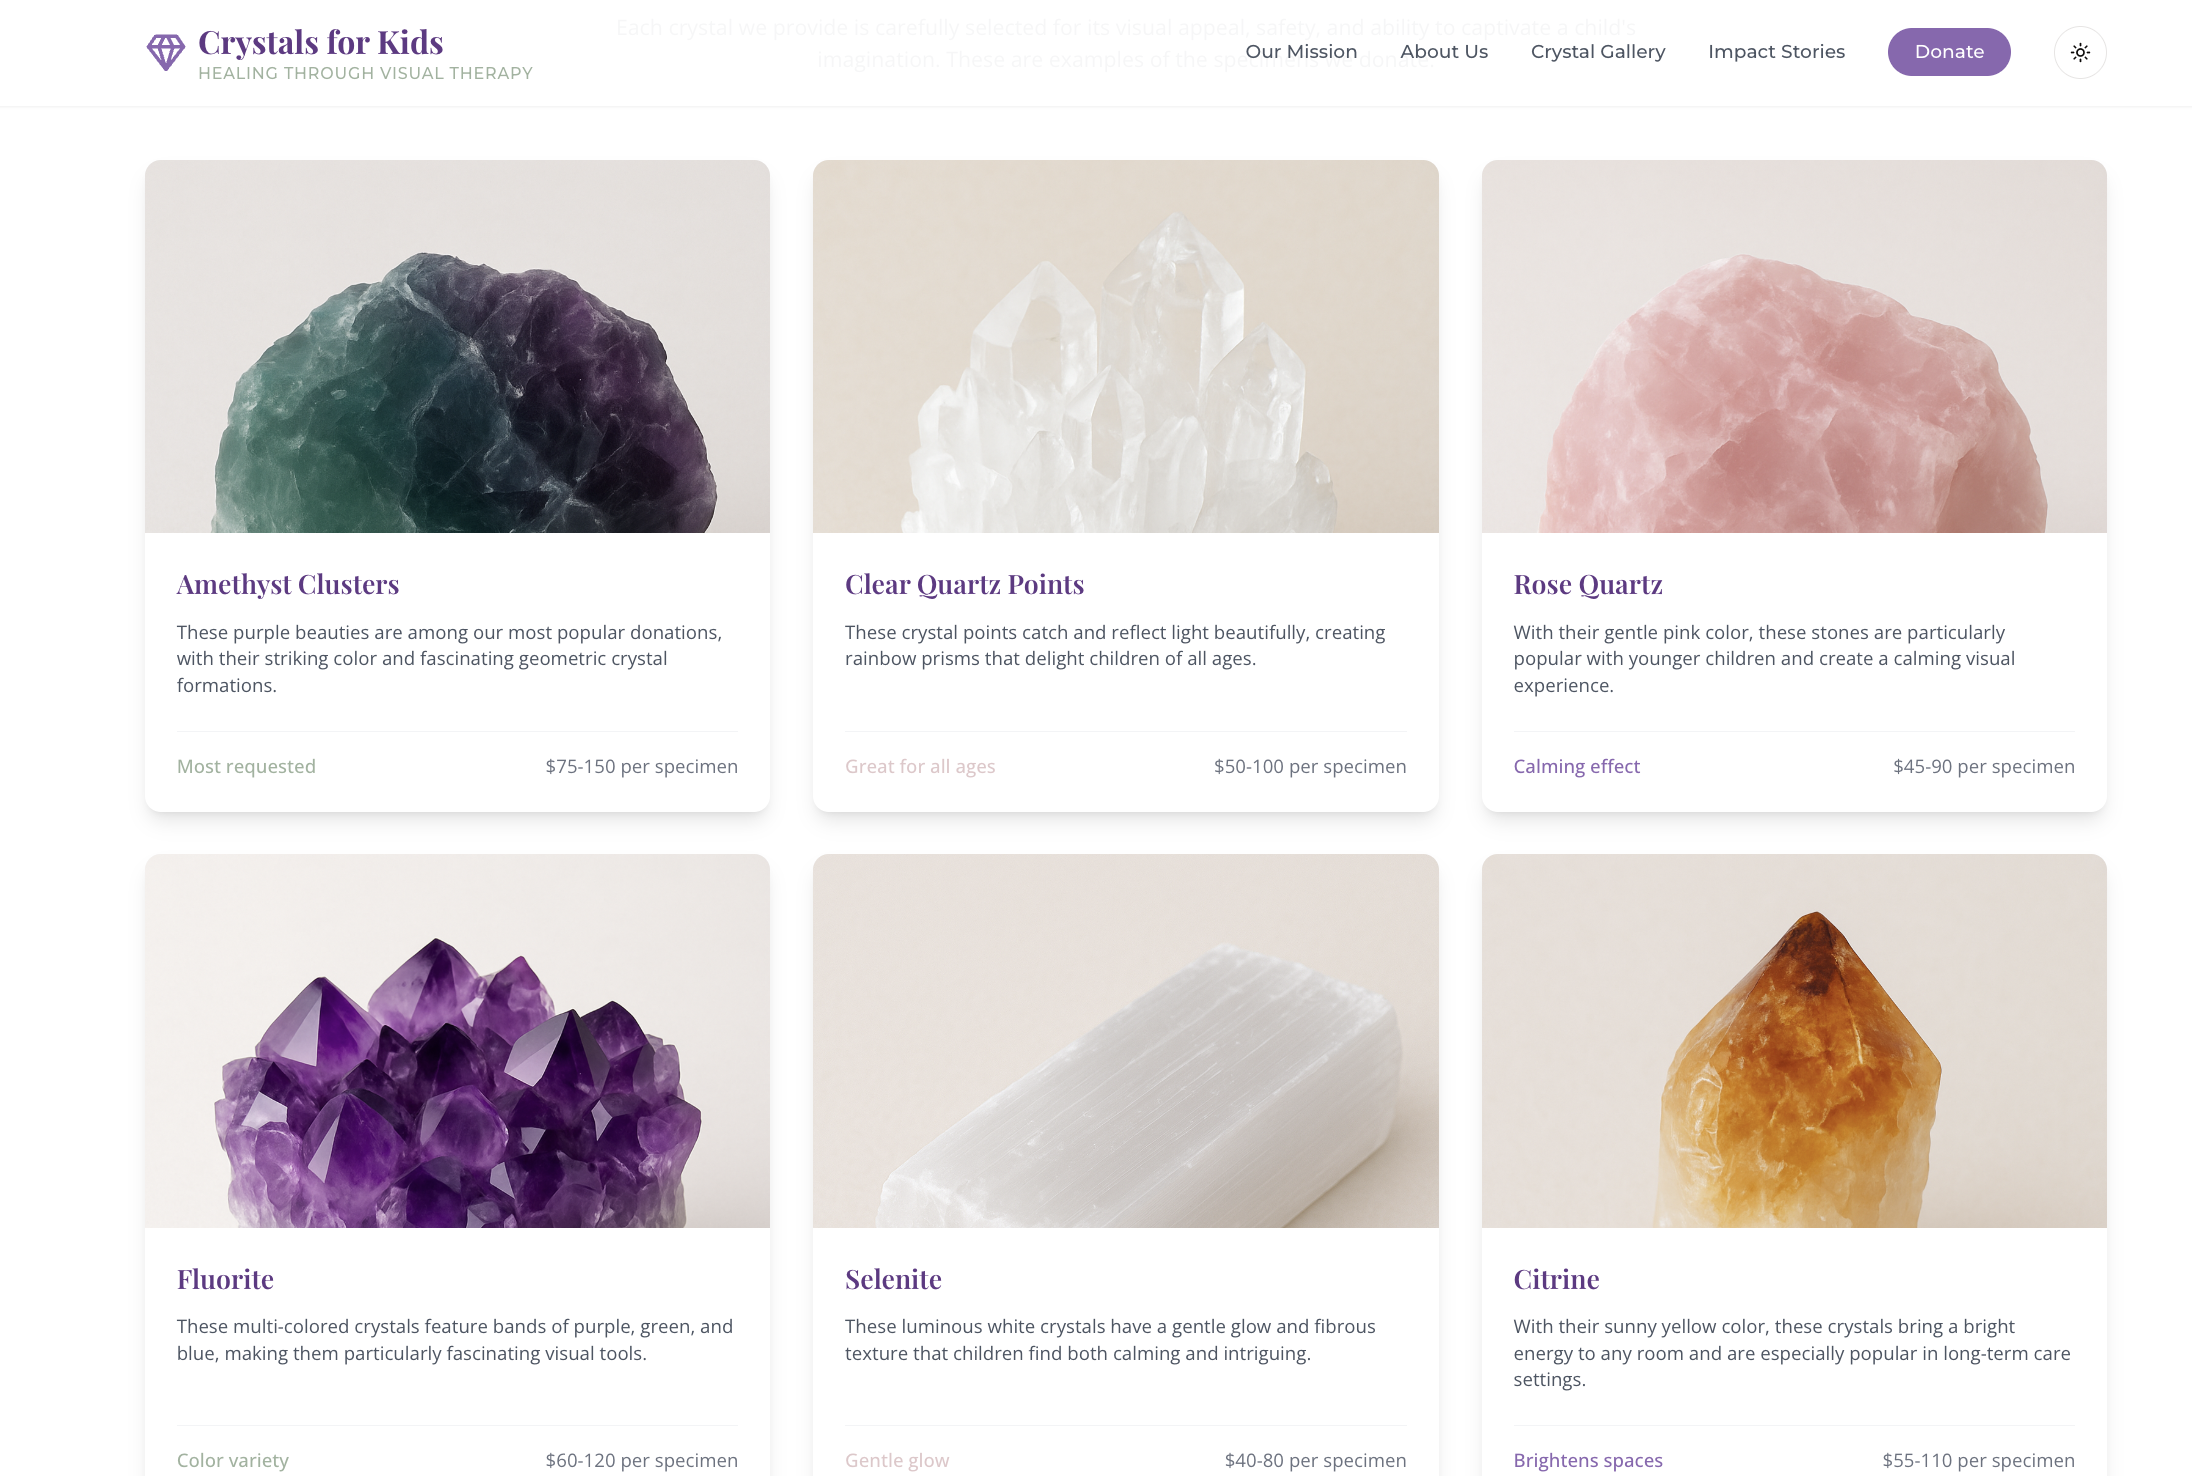 Each crystal we provide is carefully selected for its visual appeal, safety, and ability to captivate a child's
imagination. These are examples of the specimens we donate.
Crystals for Kids
HEALING THROUGH VISUAL THERAPY
Our Mission
About Us
Crystal Gallery
Impact Stories
Donate
Amethyst Clusters
These purple beauties are among our most popular donations,
with their striking color and fascinating geometric crystal
formations.
Most requested
$75-150 per specimen
Clear Quartz Points
These crystal points catch and reflect light beautifully, creating
rainbow prisms that delight children of all ages.
Great for all ages
$50-100 per specimen
Rose Quartz
With their gentle pink color, these stones are particularly
popular with younger children and create a calming visual
experience.
Calming effect
$45-90 per specimen
Fluorite
These multi-colored crystals feature bands of purple, green, and
blue, making them particularly fascinating visual tools.
Color variety
$60-120 per specimen
Selenite
These luminous white crystals have a gentle glow and fibrous
texture that children find both calming and intriguing.
Gentle glow
$40-80 per specimen
Citrine
With their sunny yellow color, these crystals bring a bright
energy to any room and are especially popular in long-term care
settings.
Brightens spaces
$55-110 per specimen